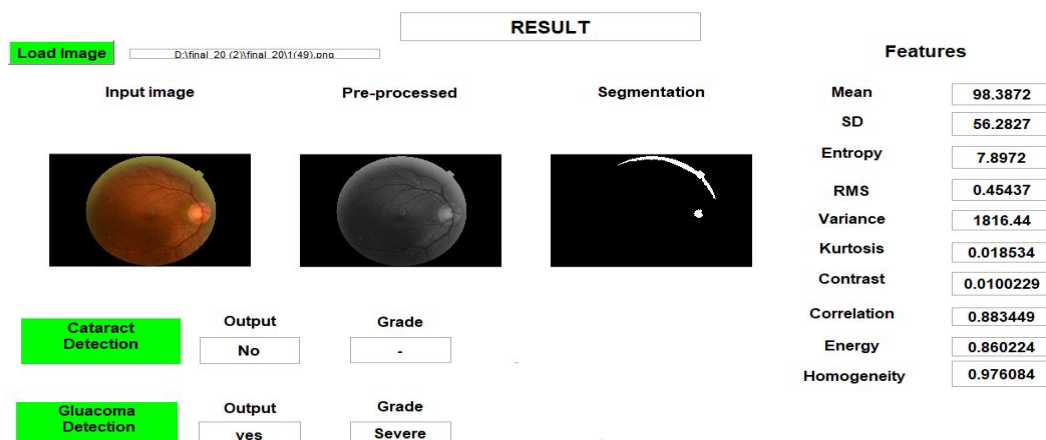 RESULT
Load Image
D:\final_20 (2)\final_20\1(49).png
Features
Input image
Pre-processed
Segmentation
Mean
98.3872
SD
56.2827
Entropy
7.8972
RMS
0.45437
Variance
1816.44
Kurtosis
0.018534
Contrast
0.0100229
Correlation
0.883449
Energy
0.860224
Homogeneity
0.976084
Cataract
Detection
Output
No
Grade
-
Gluacoma
Detection
Output
yes
Grade
Severe